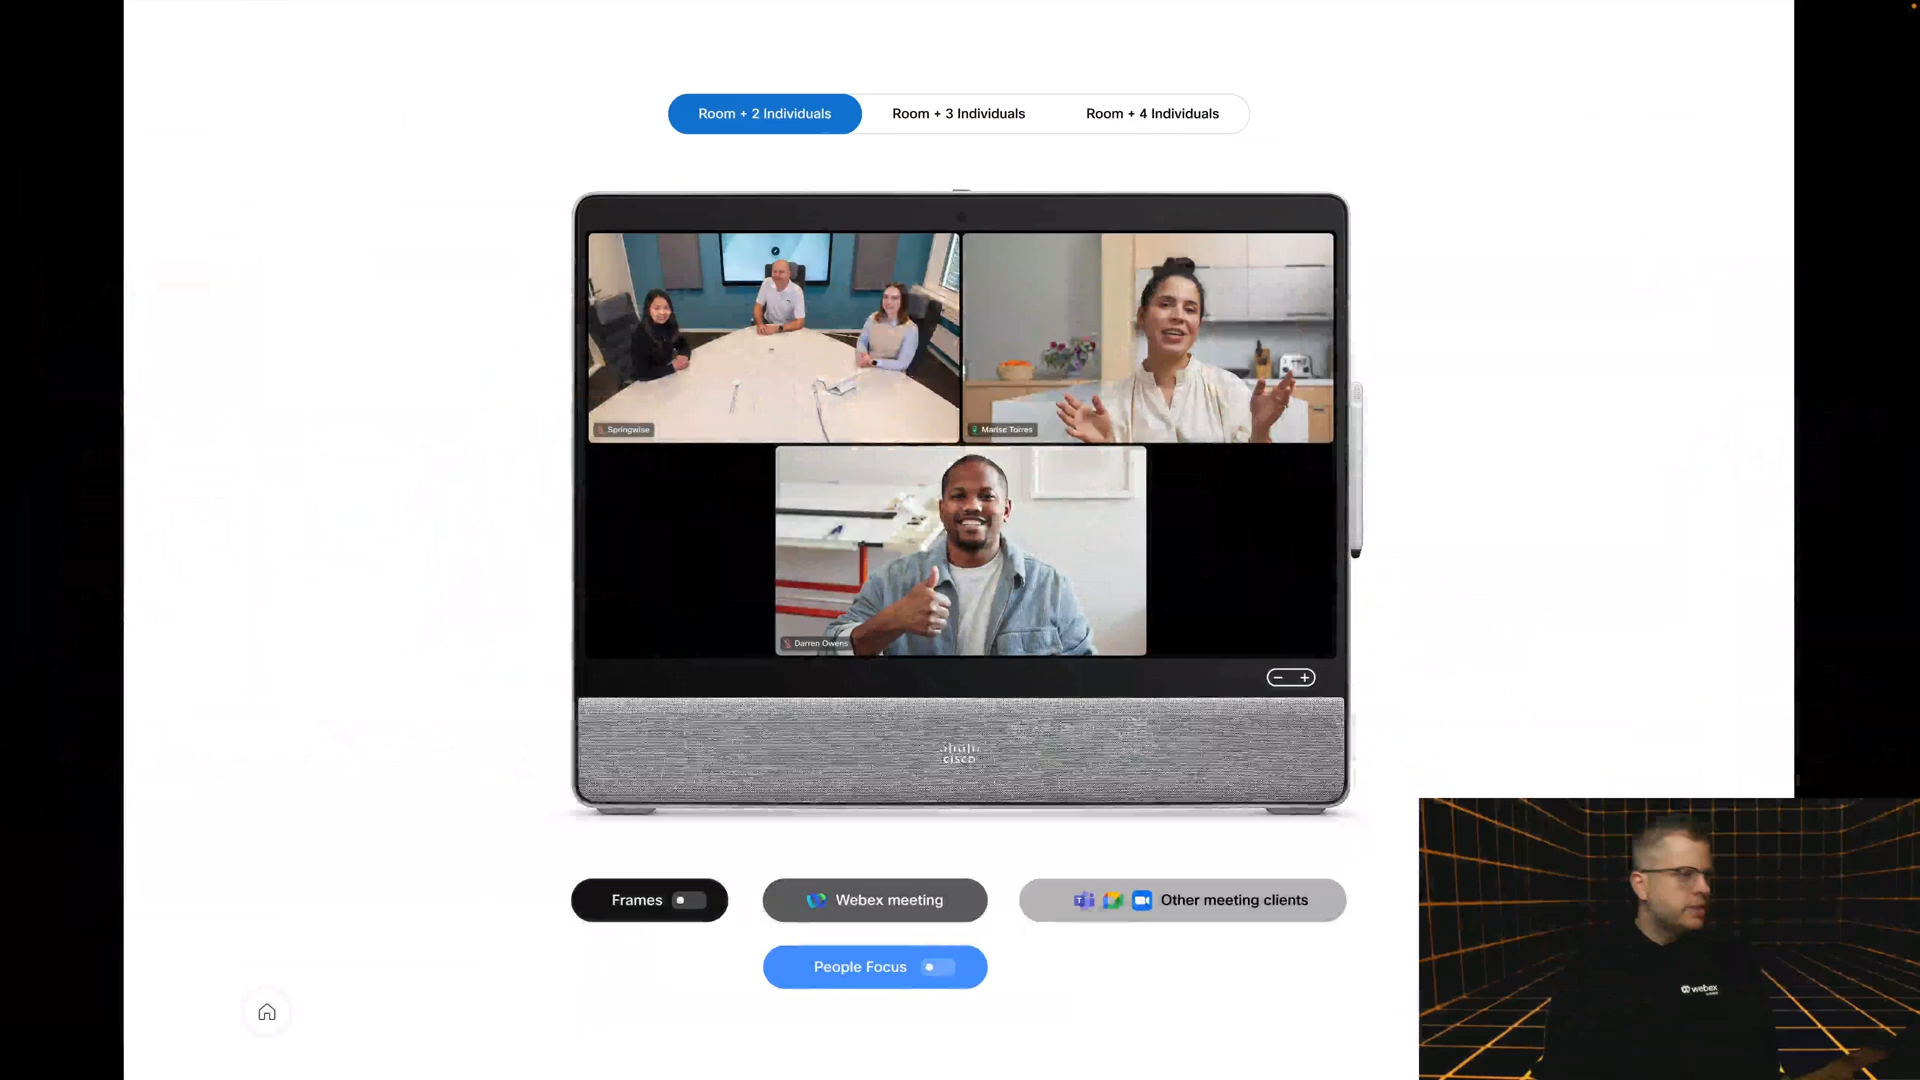 Room + 2 Individuals
Room + 3 Individuals
Room + 4 Individuals
Springwise
Marise Torres
Darren Owens
cisco
Frames
Webex meeting
Other meeting clients
People Focus
webex